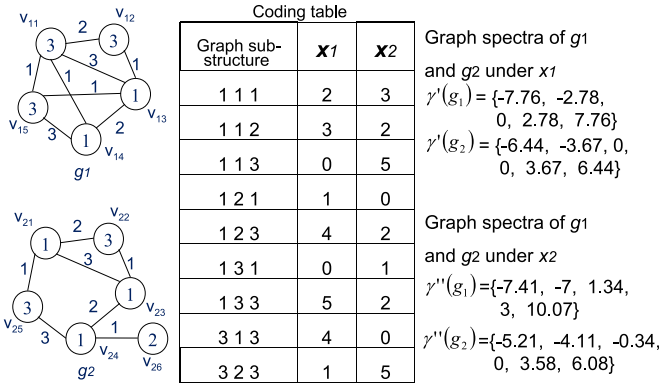 Coding table
Graph sub-structure x1 x2
1 1 1 2 3
1 1 2 3 2
1 1 3 0 5
1 2 1 1 0
1 2 3 4 2
1 3 1 0 1
1 3 3 5 2
3 1 3 4 0
3 2 3 1 5
v11 v12
3 2 3
1 3 1
1 1
3 1
v15 3 2 v13
1 v14
g1
v21 v22
1 2 3
1 3 1
3 2 1
v25 v23
3 1 1 2
v24 v26
g2
Graph spectra of g1
and g2 under x1
γ'(g1) = {-7.76, -2.78,
0, 2.78, 7.76}
γ'(g2) = {-6.44, -3.67, 0,
0, 3.67, 6.44}
Graph spectra of g1
and g2 under x2
γ''(g1)={-7.41, -7, 1.34,
3, 10.07}
γ''(g2)={-5.21, -4.11, -0.34,
0, 3.58, 6.08}